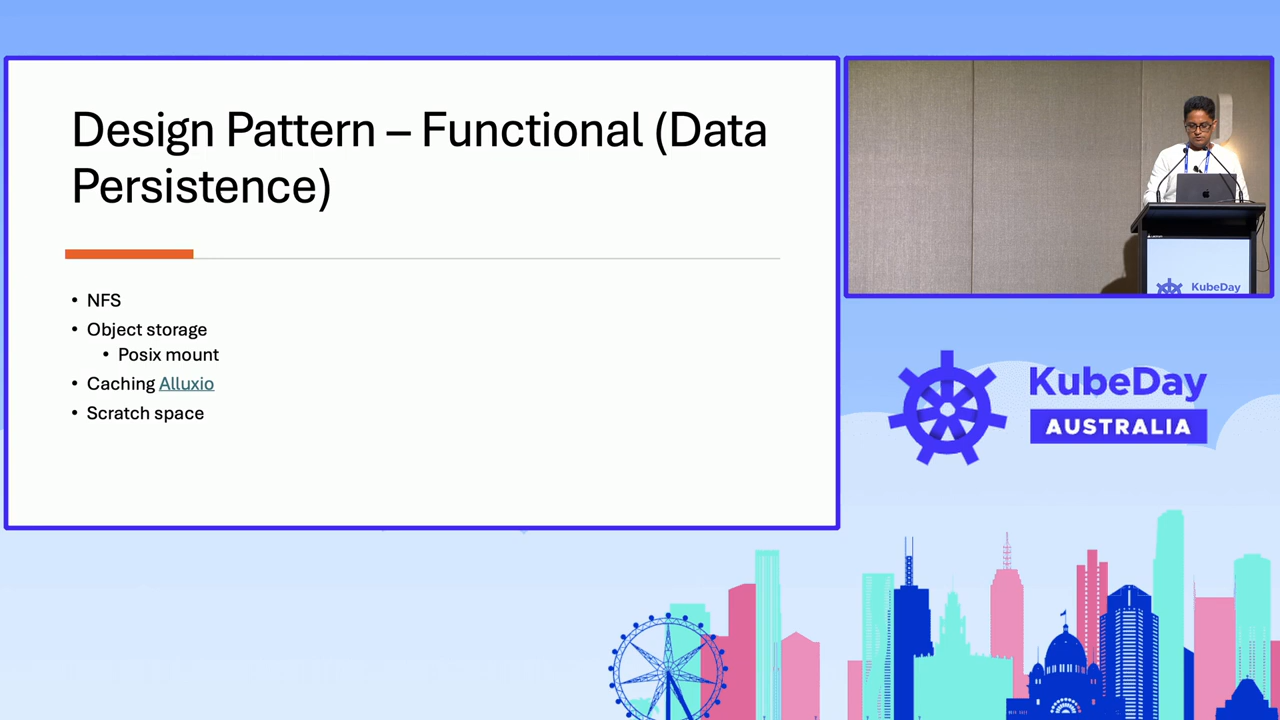 Design Pattern – Functional (Data
Persistence)
• NFS
• Object storage
• Posix mount
• Caching Alluxio
• Scratch space
KubeDay
KubeDay
AUSTRALIA